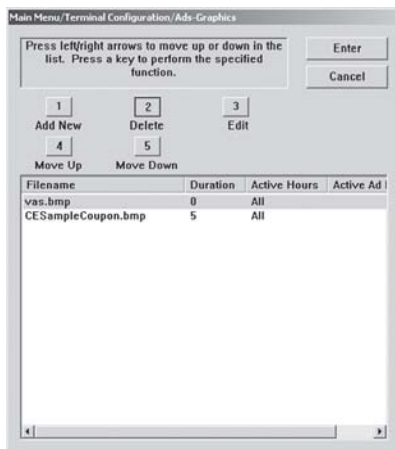 Main Menu/Terminal Configuration/Ads-Graphics
Press left/right arrows to move up or down in the
list. Press a key to perform the specified
function.
Enter
Cancel
1 2 3
Add New Delete Edit
4 5
Move Up Move Down
Filename Duration Active Hours Active Ad
vas.bmp 0 All
CESampleCoupon.bmp 5 All